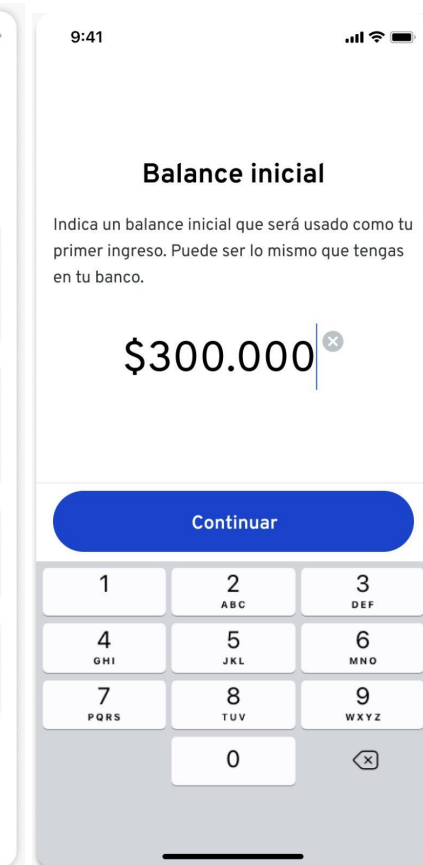 9:41
Balance inicial
Indica un balance inicial que será usado como tu
primer ingreso. Puede ser lo mismo que tengas
en tu banco.
$300.000
Continuar
1 2 3
ABC DEF
4 5 6
GHI JKL MNO
7 8 9
PQRS TUV WXYZ
0